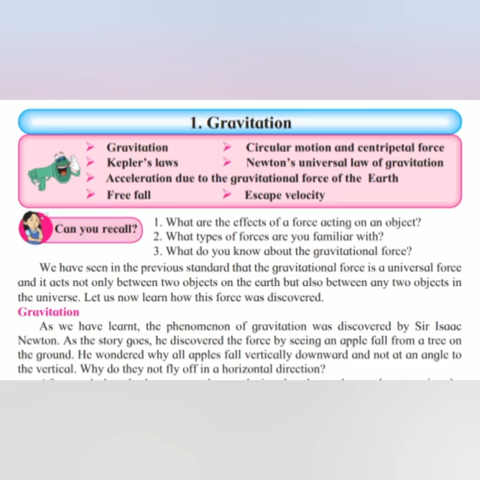 1. Gravitation
➢ Gravitation ➢ Circular motion and centripetal force
➢ Kepler's laws ➢ Newton's universal law of gravitation
➢ Acceleration due to the gravitational force of the Earth
➢ Free fall ➢ Escape velocity
Can you recall?
1. What are the effects of a force acting on an object?
2. What types of forces are you familiar with?
3. What do you know about the gravitational force?
We have seen in the previous standard that the gravitational force is a universal force
and it acts not only between two objects on the earth but also between any two objects in
the universe. Let us now learn how this force was discovered.
Gravitation
As we have learnt, the phenomenon of gravitation was discovered by Sir Isaac
Newton. As the story goes, he discovered the force by seeing an apple fall from a tree on
the ground. He wondered why all apples fall vertically downward and not at an angle to
the vertical. Why do they not fly off in a horizontal direction?